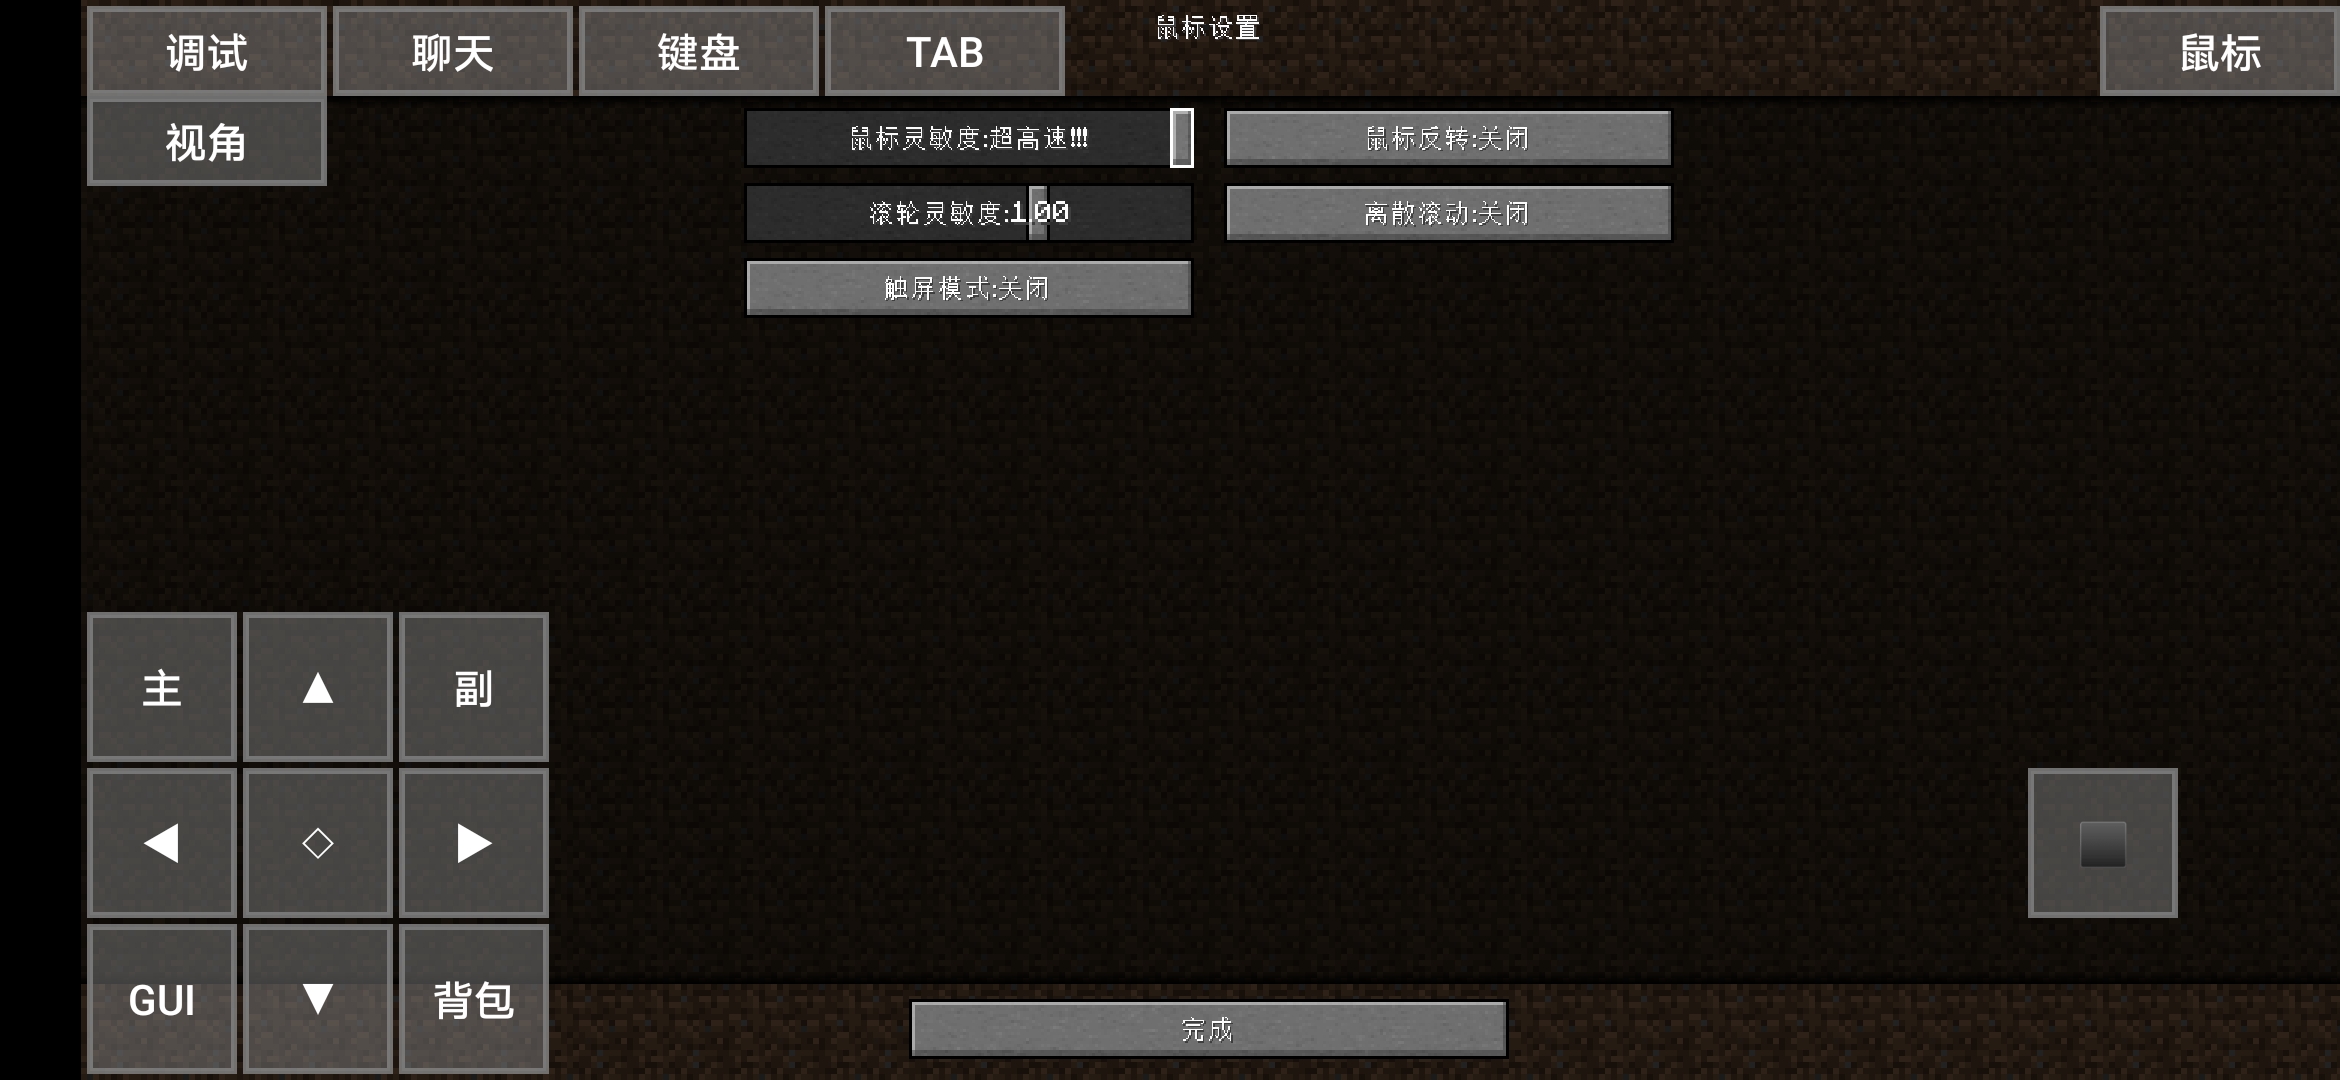 调试
聊天
键盘
TAB
鼠标设置
鼠标
视角
鼠标灵敏度:超高速!!!
鼠标反转:关闭
滚轮灵敏度:1.00
离散滚动:关闭
触屏模式:关闭
主
▲
副
◀
◇
▶
GUI
▼
背包
完成